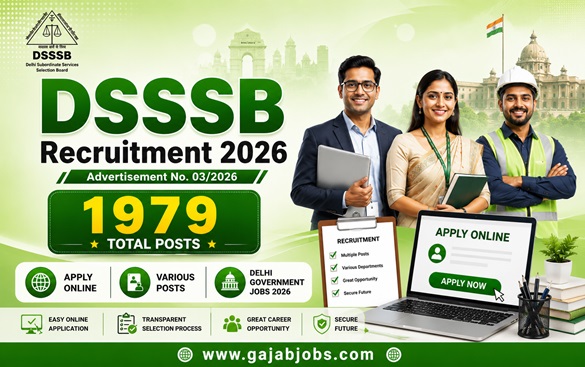 DSSSB
Delhi Subordinate Services
Selection Board
DSSSB
Recruitment 2026
Advertisement No. 03/2026
1979
TOTAL POSTS
APPLY
ONLINE
VARIOUS
POSTS
DELHI
GOVERNMENT
JOBS 2026
RECRUITMENT
Multiple Posts
Various Departments
Great Opportunity
Secure Future
APPLY ONLINE
APPLY NOW
EASY ONLINE
APPLICATION
TRANSPARENT
SELECTION PROCESS
GREAT CAREER
OPPORTUNITY
SECURE
FUTURE
www.gajabjobs.com